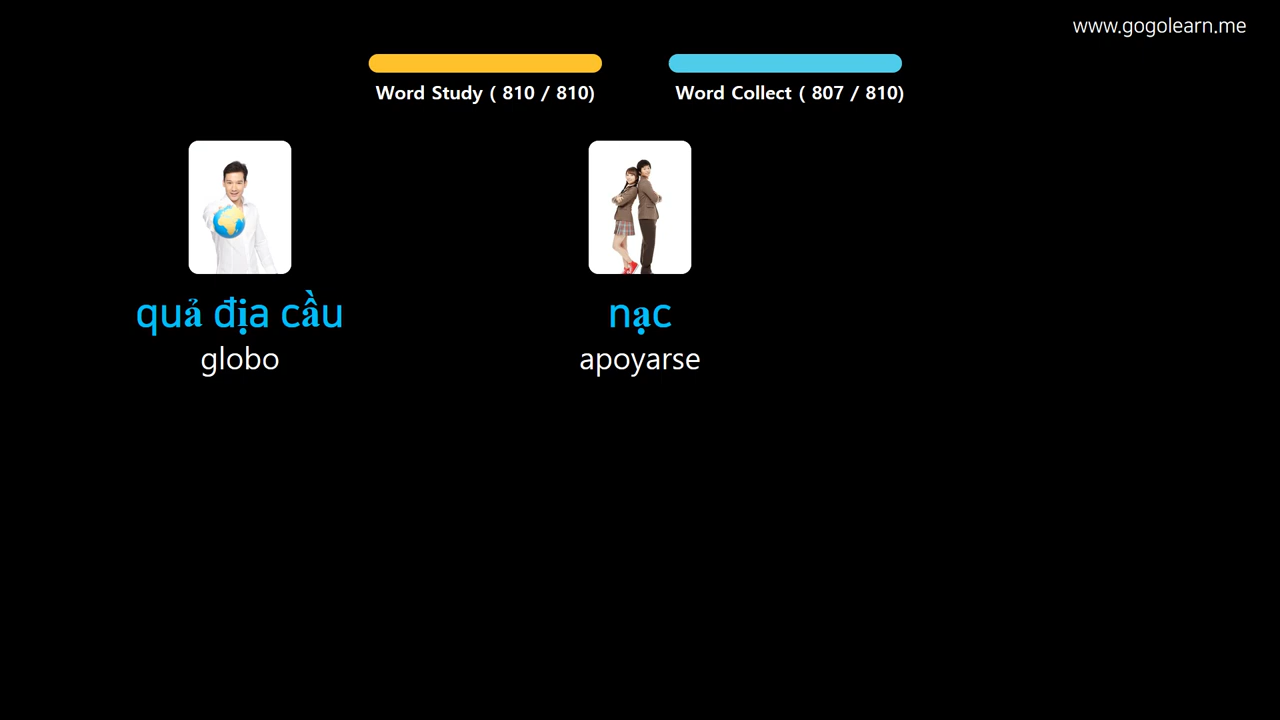 www.gogolearn.me
Word Study ( 810 / 810)
Word Collect ( 807 / 810)
quả địa cầu
globo
nạc
apoyarse